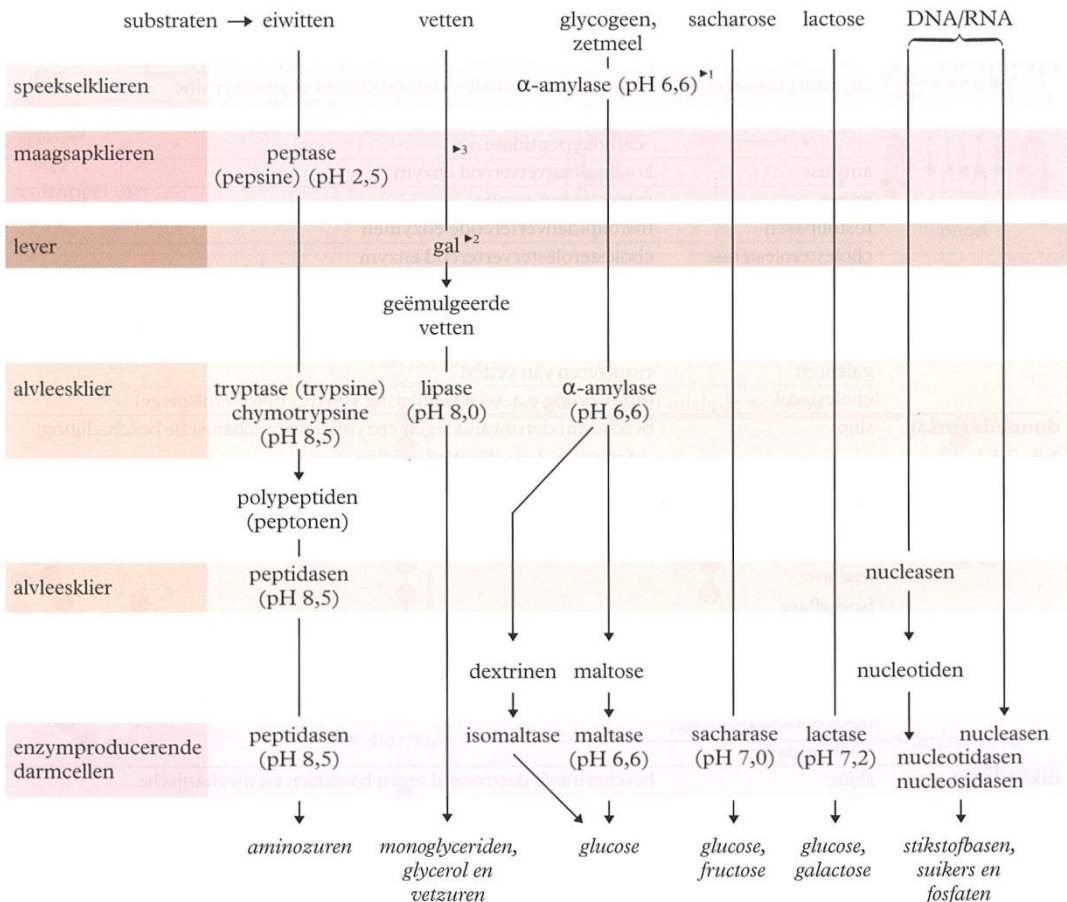 substraten → eiwitten vetten glycogeen, zetmeel sacharose lactose DNA/RNA
speekselklieren α-amylase (pH 6,6) ►1
maagsapklieren peptase
(pepsine) (pH 2,5) ►3
lever gal ►2
geëmulgeerde
vetten
alvleesklier tryptase (trypsine) lipase α-amylase
chymotrypsine (pH 8,0) (pH 6,6)
(pH 8,5)
polypeptiden
(peptonen)
alvleesklier peptidasen nucleasen
(pH 8,5)
dextrinen maltose nucleotiden
enzymproducerende peptidasen isomaltase maltase sacharase lactase nucleasen
darmcellen (pH 8,5) (pH 6,6) (pH 7,0) (pH 7,2) nucleotidasen
nucleosidasen
aminozuren monoglyceriden, glucose glucose, glucose, stikstofbasen,
glycerol en fructose galactose suikers en
vetzuren fosfaten